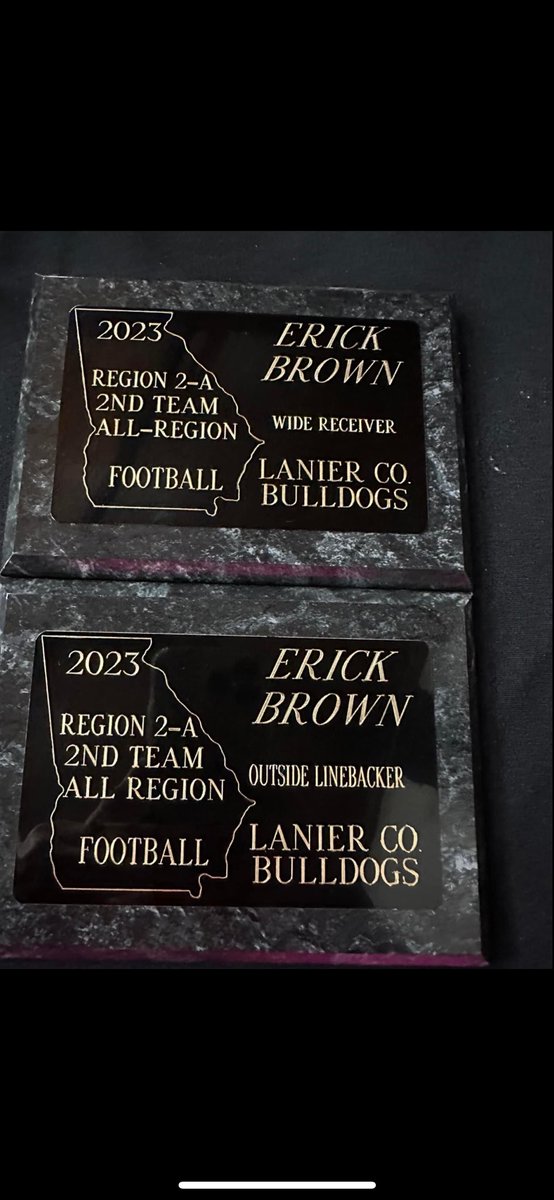 2023
REGION 2-A
2ND TEAM
ALL-REGION
FOOTBALL
ERICK
BROWN
WIDE RECEIVER
LANIER CO.
BULLDOGS
2023
REGION 2-A
2ND TEAM
ALL REGION
FOOTBALL
ERICK
BROWN
OUTSIDE LINEBACKER
LANIER CO.
BULLDOGS